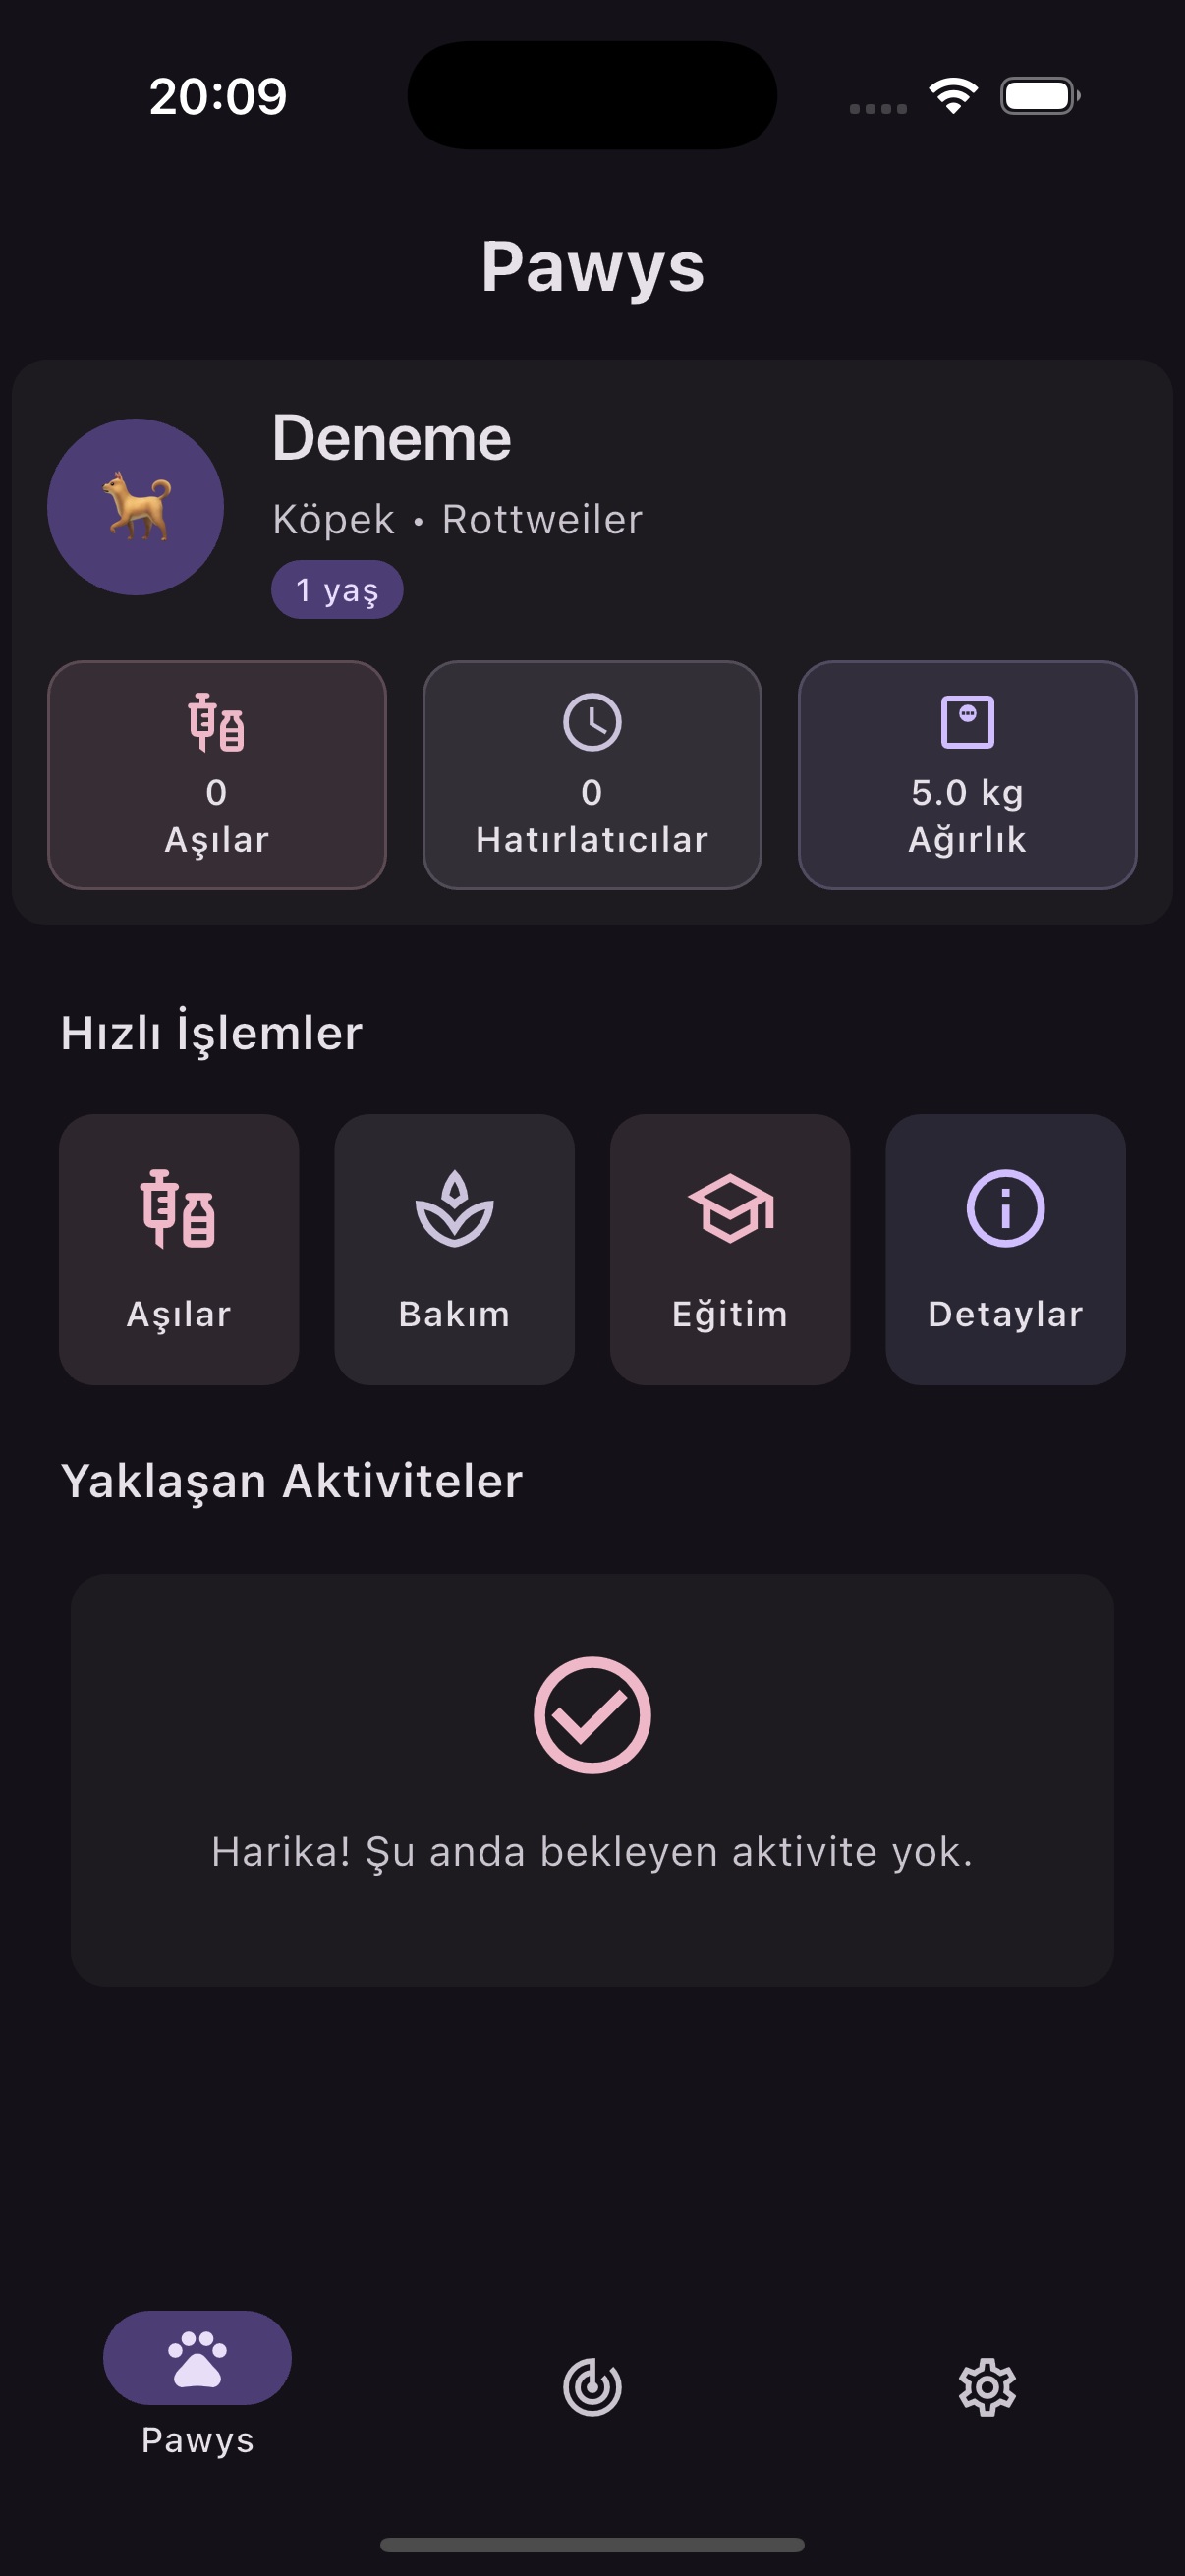 20:09
Pawys
Deneme
Köpek • Rottweiler
1 yaş
0
Aşılar
0
Hatırlatıcılar
5.0 kg
Ağırlık
Hızlı İşlemler
Aşılar
Bakım
Eğitim
Detaylar
Yaklaşan Aktiviteler
Harika! Şu anda bekleyen aktivite yok.
Pawys